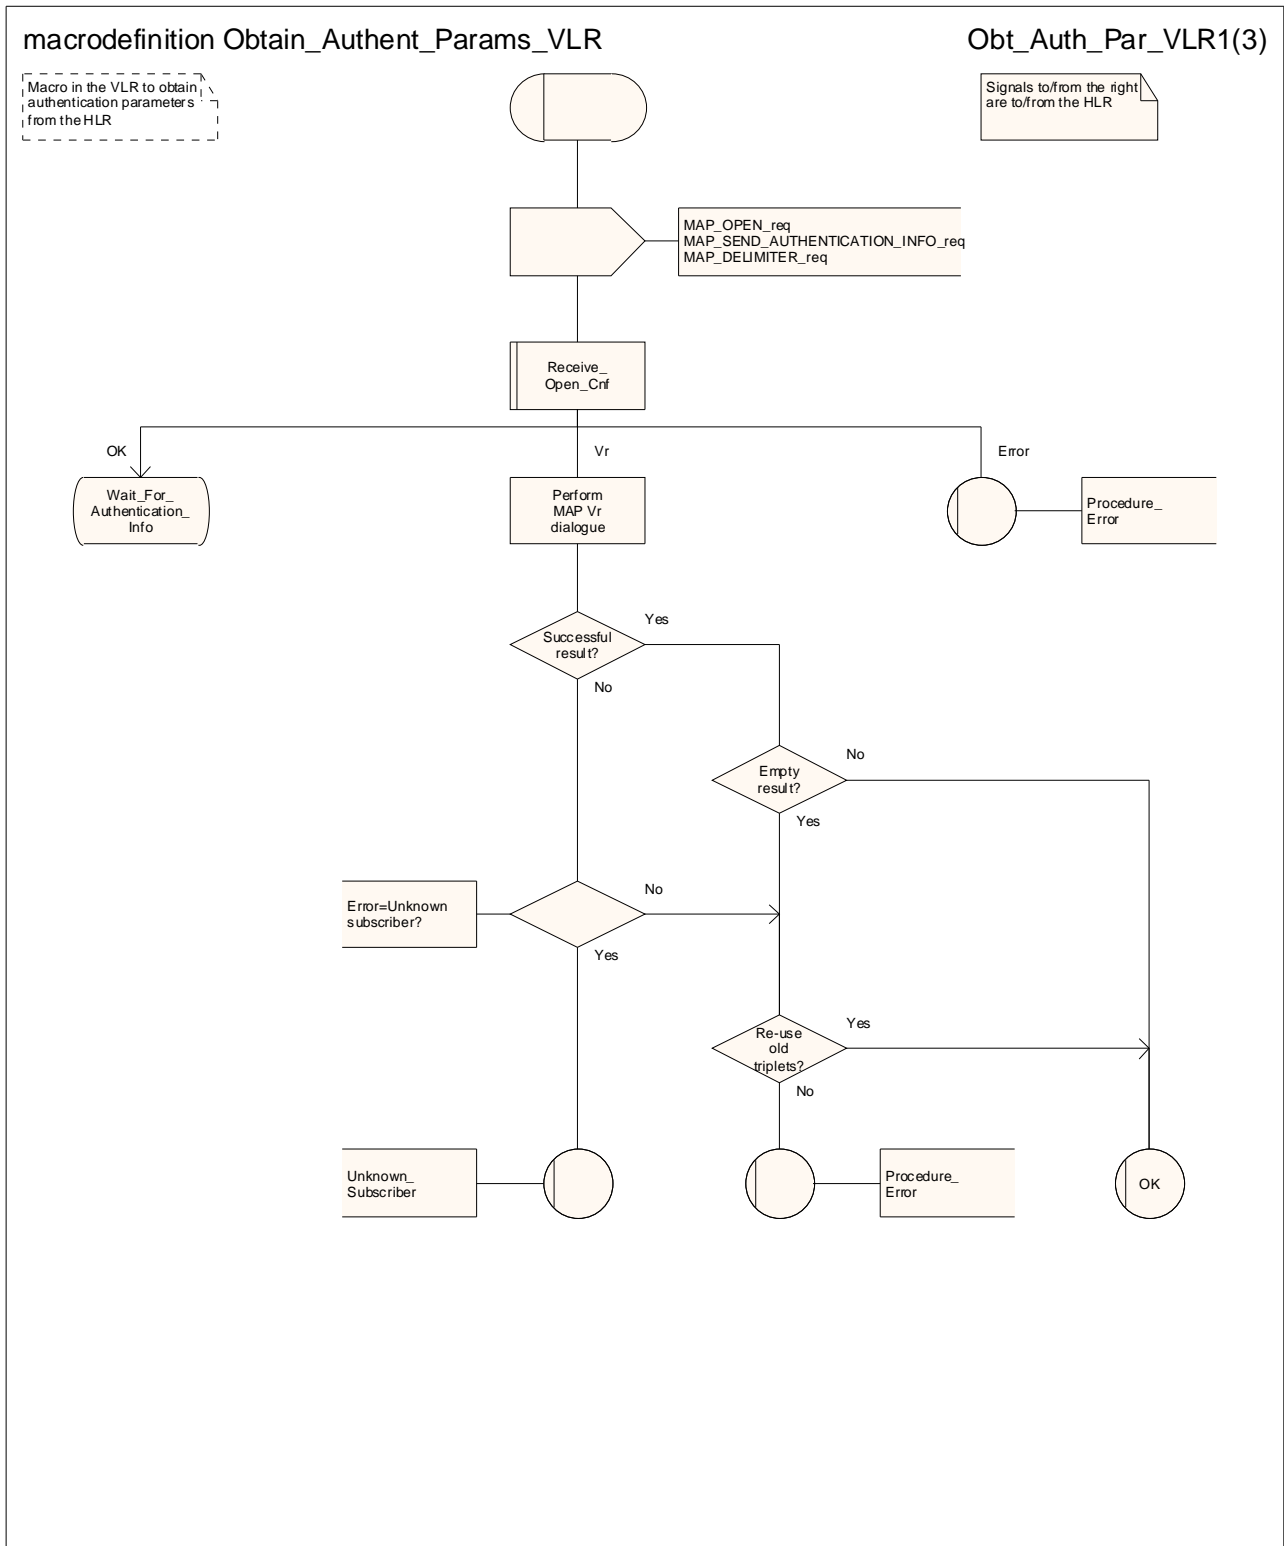 macrodefinition Obtain_Authent_Params_VLR
Obt_Auth_Par_VLR1(3)
Macro in the VLR to obtain
authentication parameters
from the HLR
Signals to/from the right
are to/from the HLR
MAP_OPEN_req
MAP_SEND_AUTHENTICATION_INFO_req
MAP_DELIMITER_req
Receive_
Open_Cnf
OK
Vr
Error
Wait_For_
Authentication_
Info
Perform
MAP Vr
dialogue
Procedure_
Error
Successful
result?
Yes
No
Empty
result?
No
Yes
Error=Unknown
subscriber?
No
Yes
Re-use
old
triplets?
Yes
No
Unknown_
Subscriber
Procedure_
Error
OK